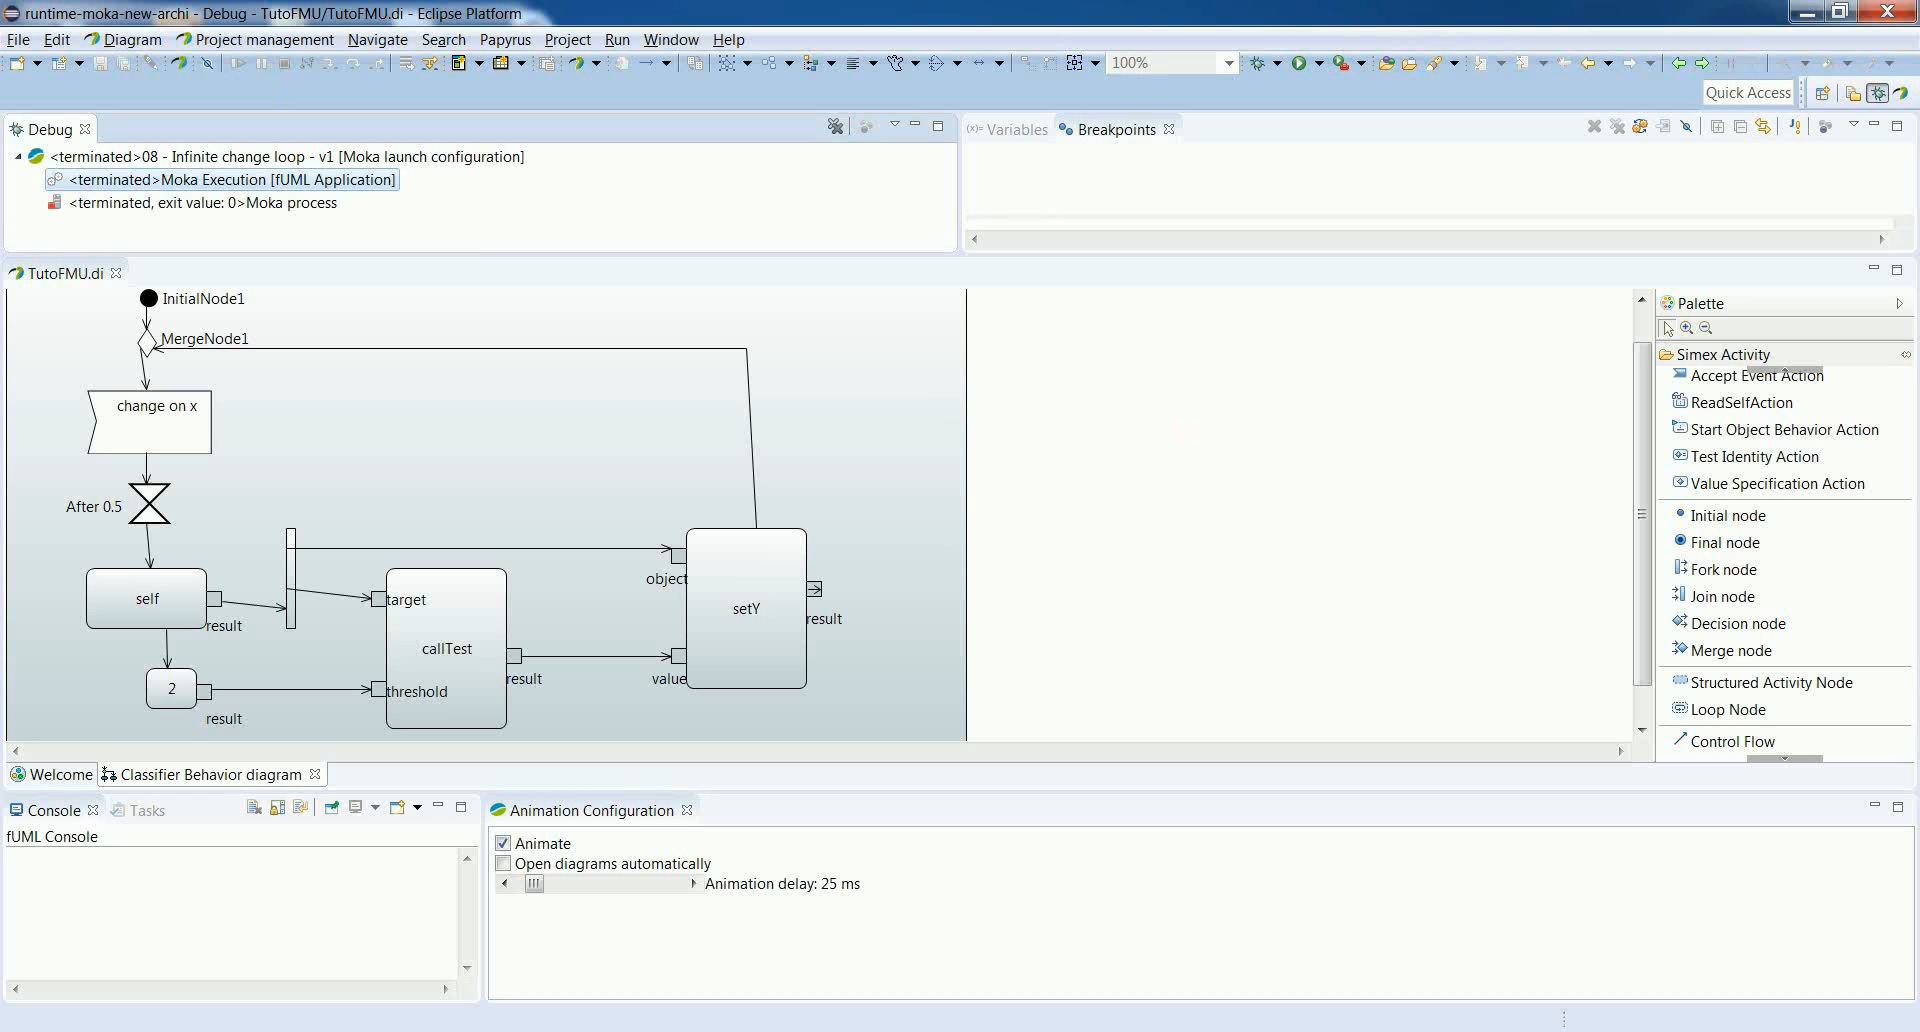 runtime-moka-new-archi - Debug - TutoFMU/TutoFMU.di - Eclipse Platform
File Edit Diagram Project management Navigate Search Papyrus Project Run Window Help
100%
Quick Access
Debug
<terminated>08 - Infinite change loop - v1 [Moka launch configuration]
<terminated>Moka Execution [fUML Application]
<terminated, exit value: 0>Moka process
(x)= Variables
Breakpoints
TutoFMU.di
InitialNode1
MergeNode1
change on x
After 0.5
self
result
2
result
target
callTest
threshold
result
object
setY
value
result
Palette
Simex Activity
Accept Event Action
ReadSelfAction
Start Object Behavior Action
Test Identity Action
Value Specification Action
Initial node
Final node
Fork node
Join node
Decision node
Merge node
Structured Activity Node
Loop Node
Control Flow
Welcome
Classifier Behavior diagram
Console
Tasks
fUML Console
Animation Configuration
Animate
Open diagrams automatically
Animation delay: 25 ms